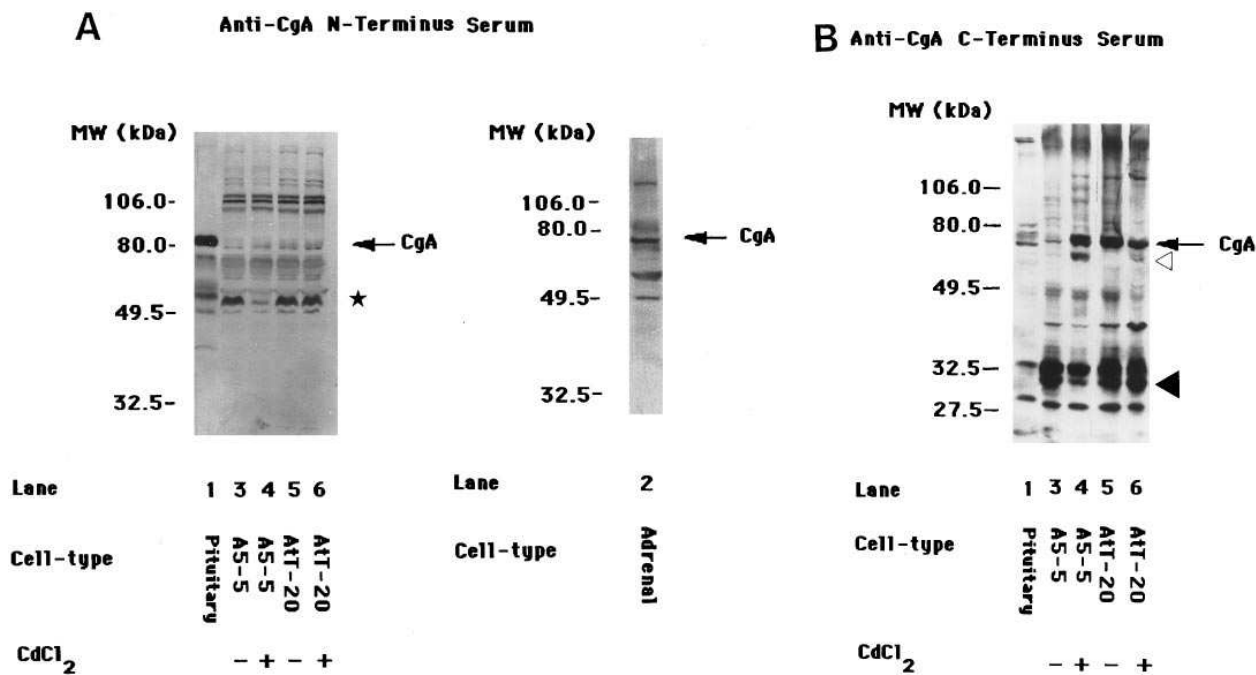 A
Anti-CgA N-Terminus Serum
MW (kDa)
106.0-
80.0-
49.5-
32.5-
CgA
★
Lane 1 3 4 5 6
Cell-type Pituitary A5-5 A5-5 AtT-20 AtT-20
CdCl2 - + - +
MW (kDa)
106.0-
80.0-
49.5-
32.5-
CgA
Lane 2
Cell-type Adrenal
B
Anti-CgA C-Terminus Serum
MW (kDa)
106.0-
80.0-
49.5-
32.5-
27.5-
CgA
Lane 1 3 4 5 6
Cell-type Pituitary A5-5 A5-5 AtT-20 AtT-20
CdCl2 - + - +